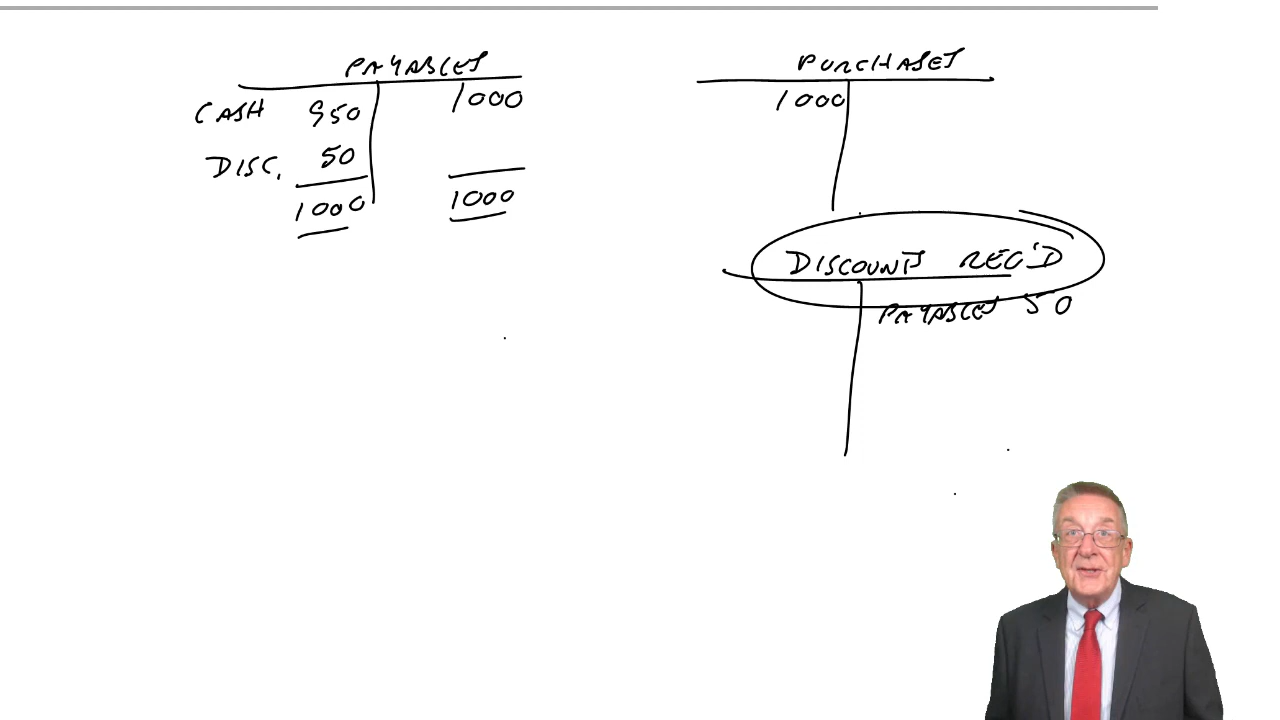 PAYABLES
CASH 950 1000
DISC. 50
1000 1000
PURCHASES
1000
DISCOUNTS REC'D
PAYABLES 50